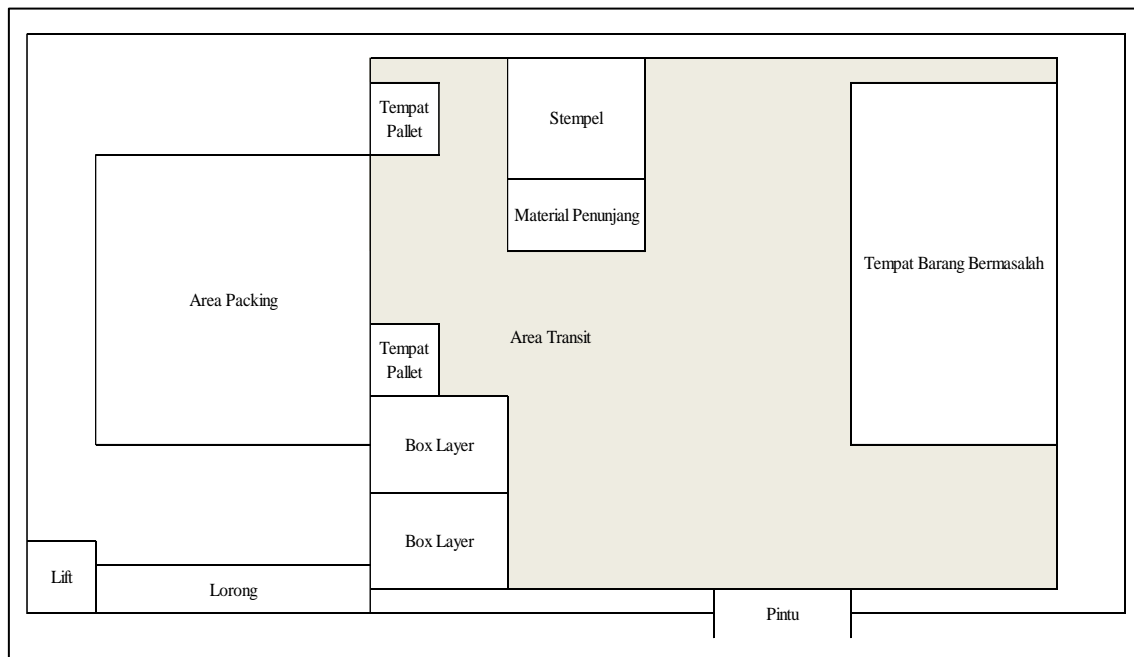 Tempat
Pallet
Stempel
Material Penunjang
Tempat Barang Bermasalah
Area Packing
Area Transit
Tempat
Pallet
Box Layer
Box Layer
Lift
Lorong
Pintu